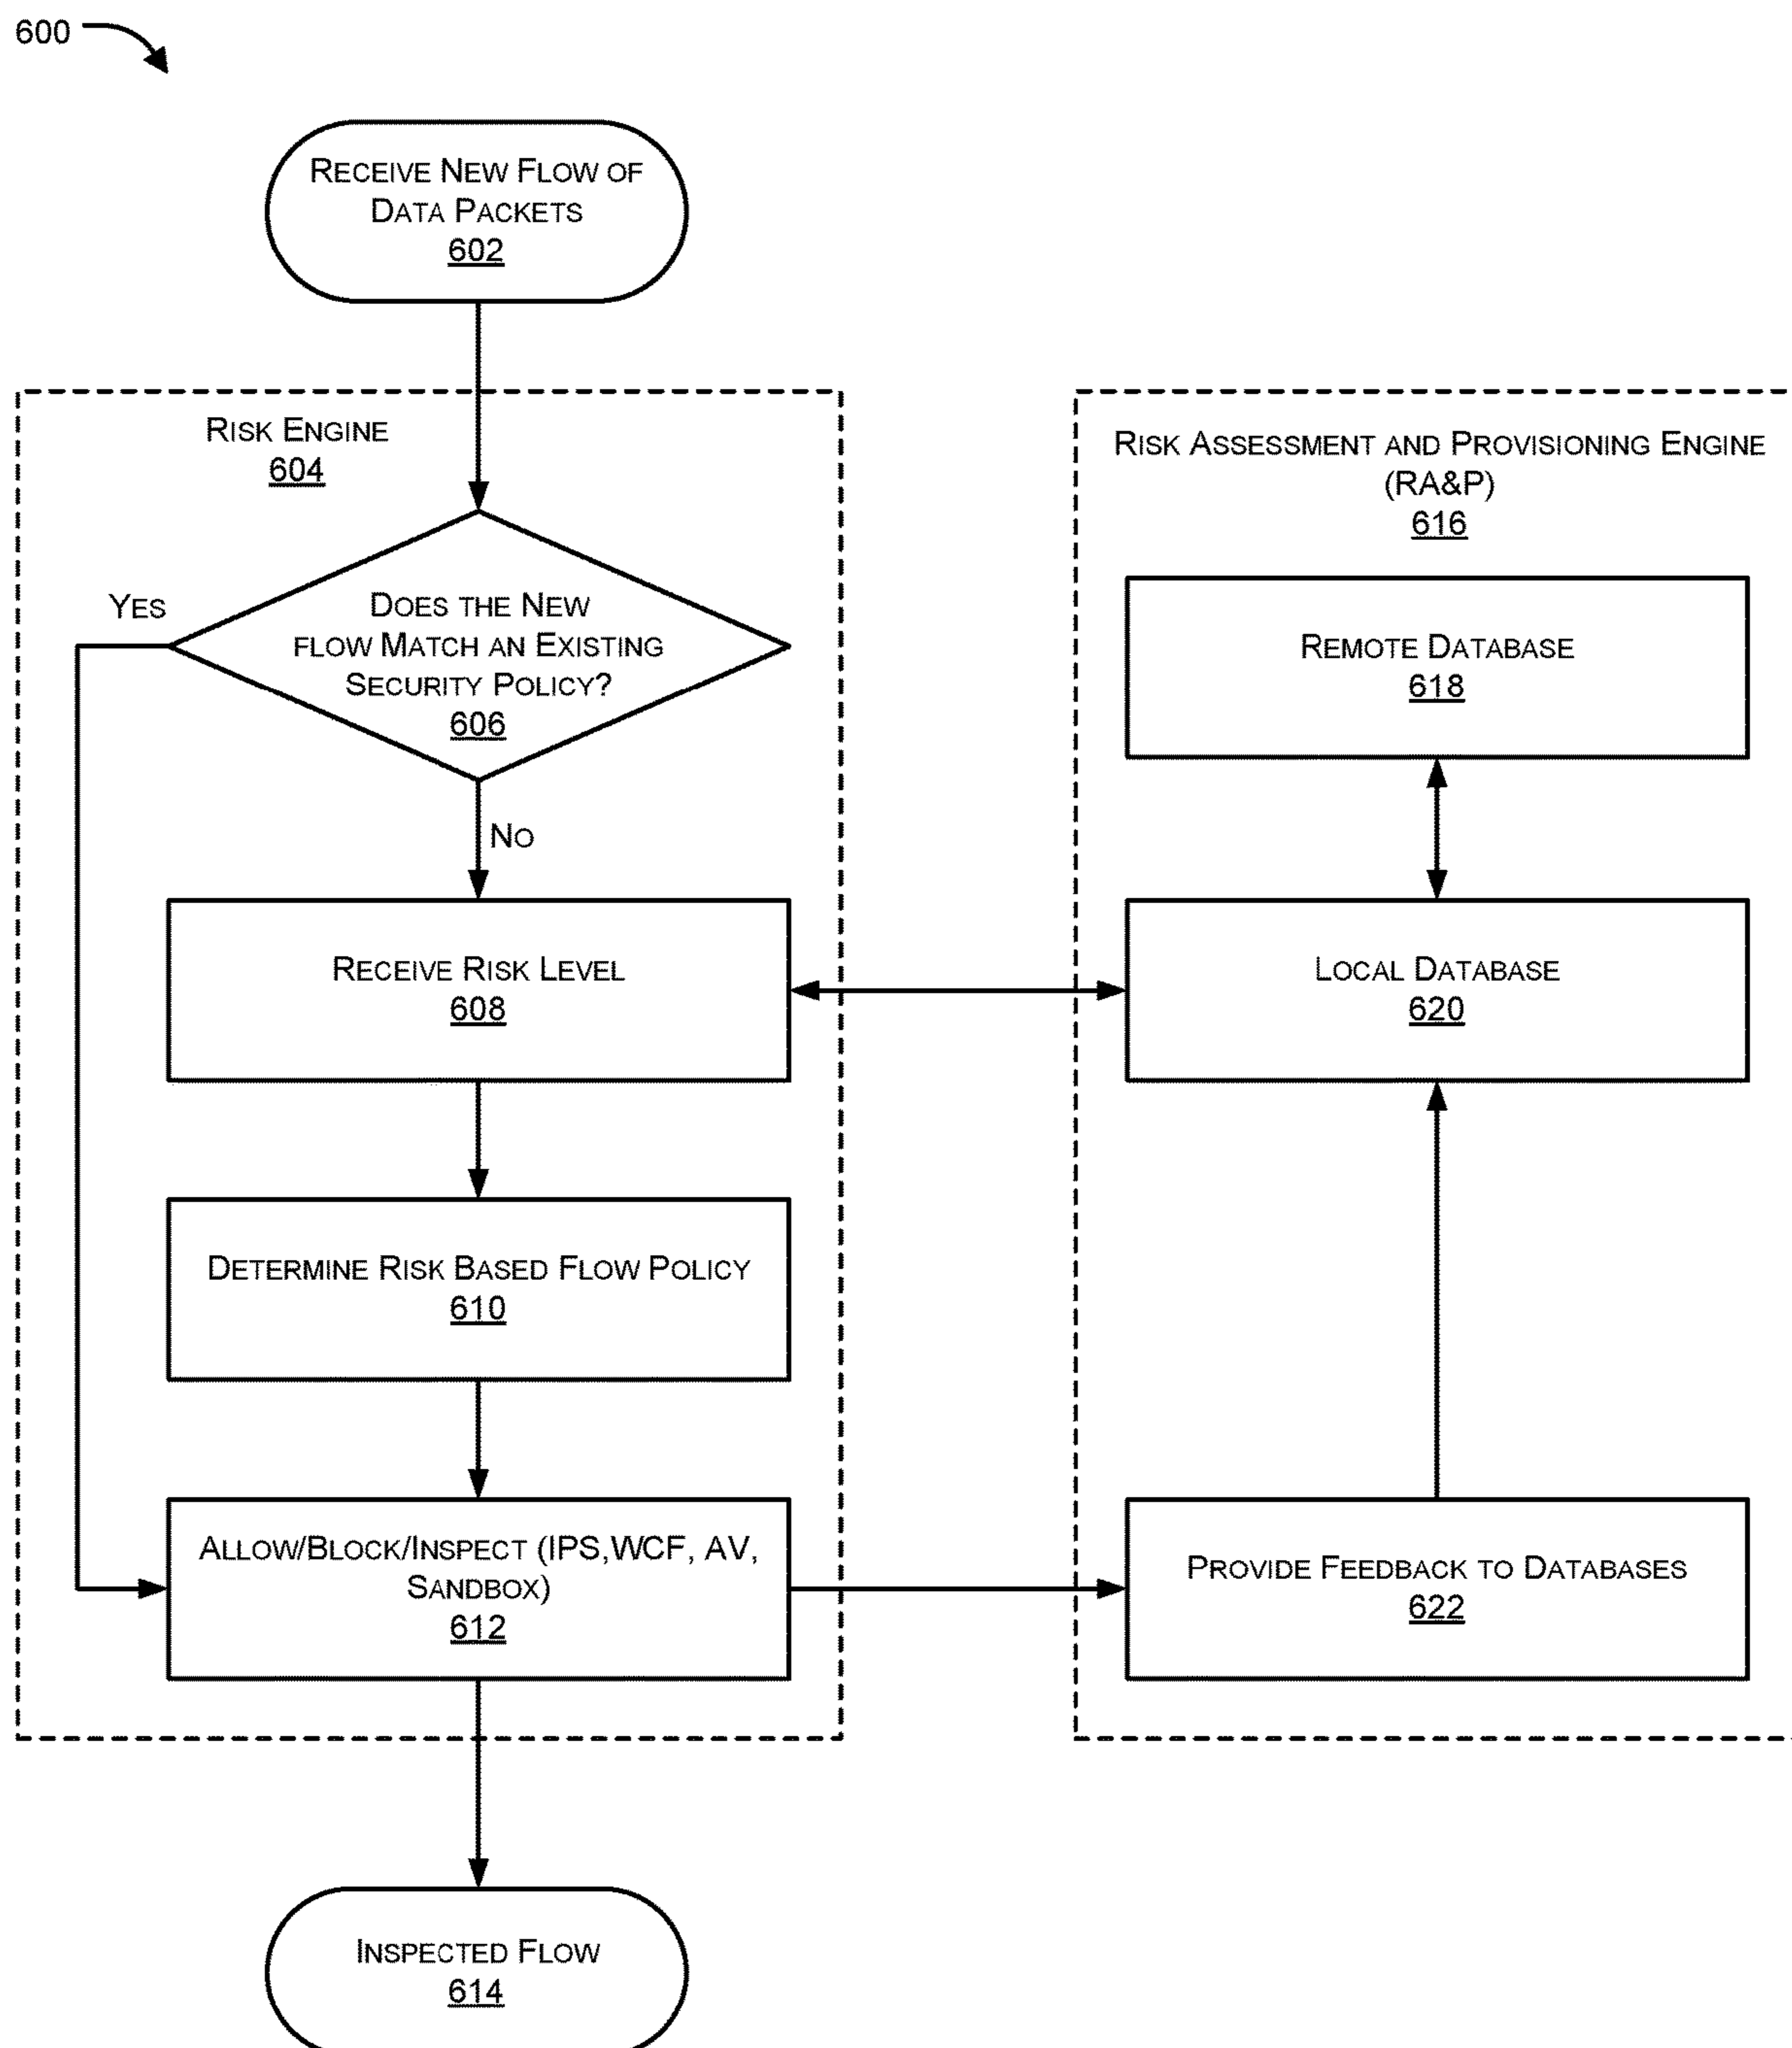 600
RECEIVE NEW FLOW OF
DATA PACKETS
602
RISK ENGINE
604
DOES THE NEW
FLOW MATCH AN EXISTING
SECURITY POLICY?
606
YES
NO
RECEIVE RISK LEVEL
608
DETERMINE RISK BASED FLOW POLICY
610
ALLOW/BLOCK/INSPECT (IPS,WCF, AV,
SANDBOX)
612
INSPECTED FLOW
614
RISK ASSESSMENT AND PROVISIONING ENGINE
(RA&P)
616
REMOTE DATABASE
618
LOCAL DATABASE
620
PROVIDE FEEDBACK TO DATABASES
622